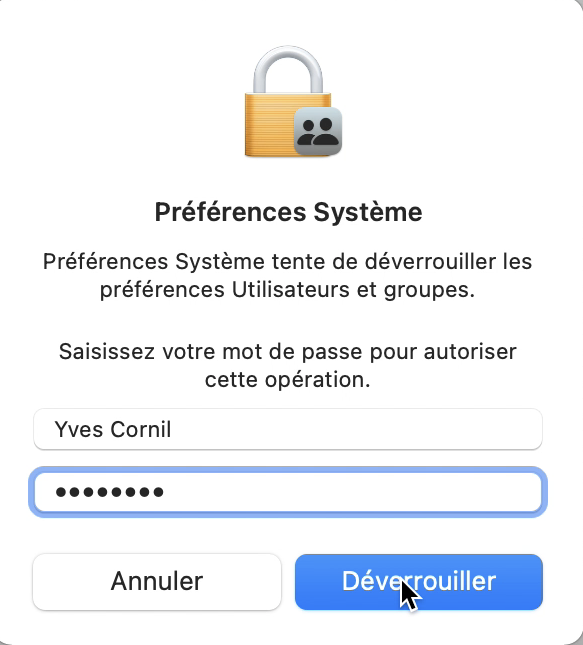 Préférences Système
Préférences Système tente de déverrouiller les
préférences Utilisateurs et groupes.
Saisissez votre mot de passe pour autoriser
cette opération.
Yves Cornil
••••••••
Annuler
Déverrouiller